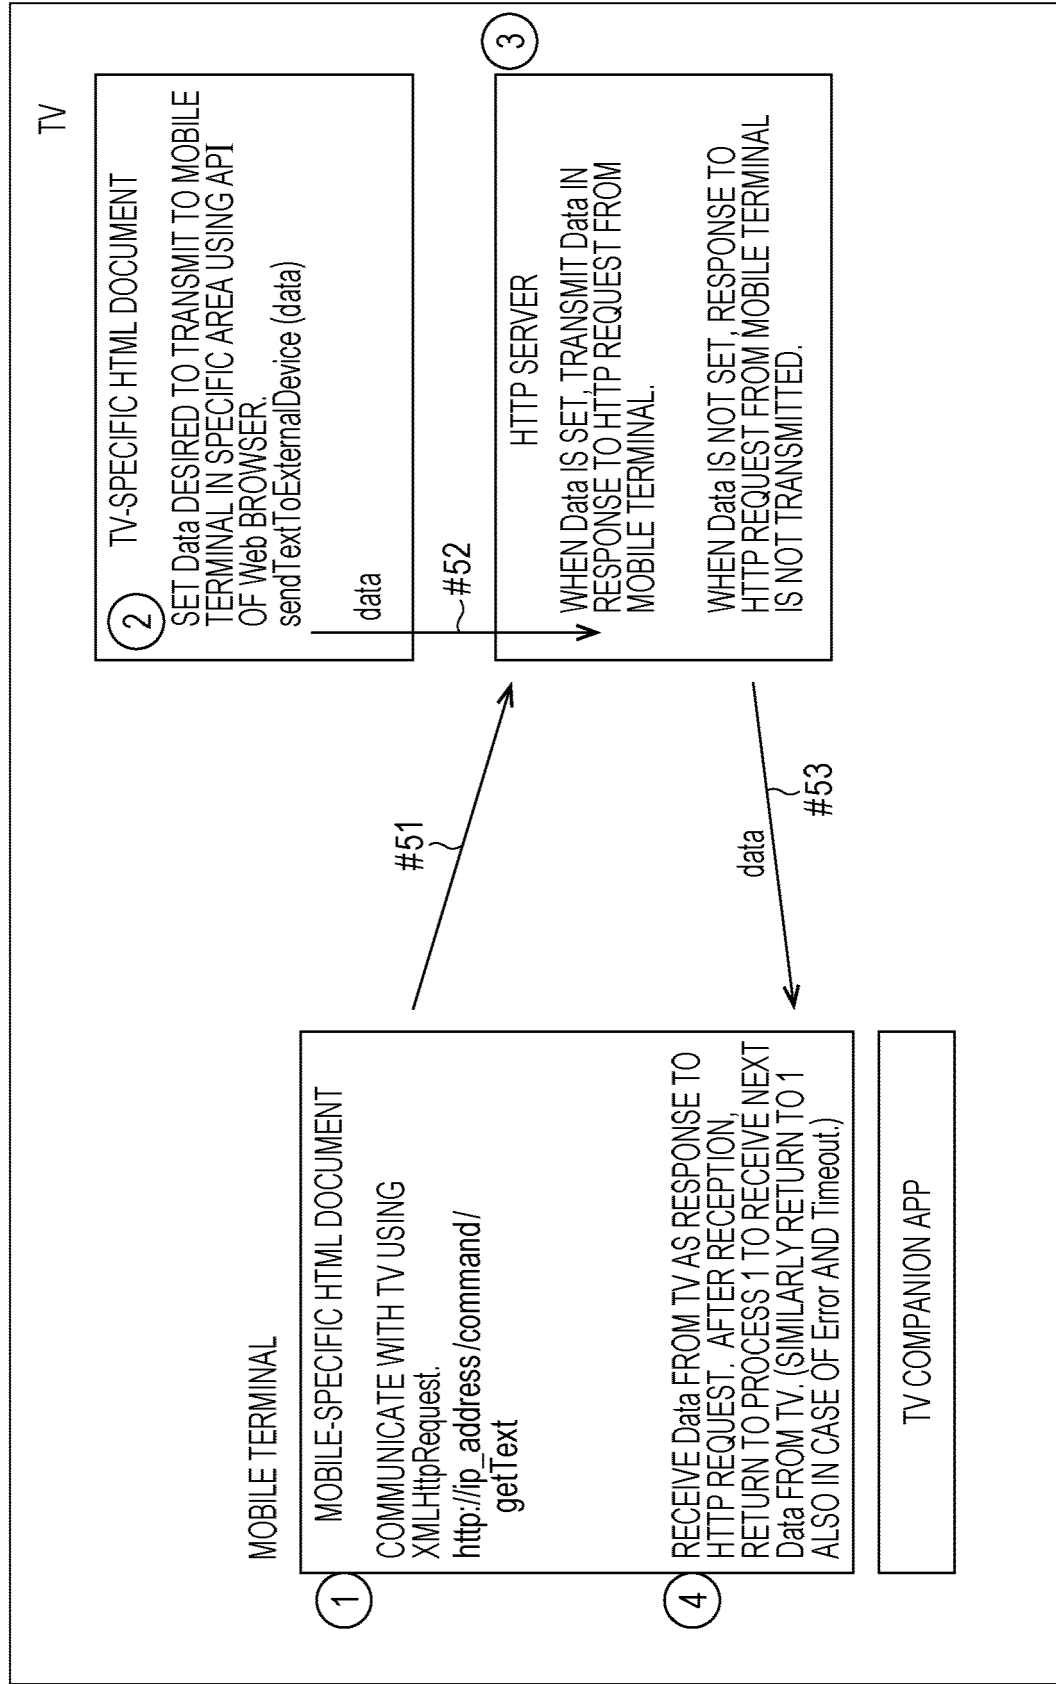 TV
MOBILE TERMINAL
MOBILE-SPECIFIC HTML DOCUMENT
1
COMMUNICATE WITH TV USING
XMLHttpRequest.
http://ip_address/command/
getText
4
RECEIVE Data FROM TV AS RESPONSE TO
HTTP REQUEST. AFTER RECEPTION,
RETURN TO PROCESS 1 TO RECEIVE NEXT
Data FROM TV. (SIMILARLY RETURN TO 1
ALSO IN CASE OF Error AND Timeout.)
TV COMPANION APP
#51
data
#53
2
TV-SPECIFIC HTML DOCUMENT
SET Data DESIRED TO TRANSMIT TO MOBILE
TERMINAL IN SPECIFIC AREA USING API
OF Web BROWSER.
sendTextToExternalDevice (data)
data
#52
3
HTTP SERVER
WHEN Data IS SET, TRANSMIT Data IN
RESPONSE TO HTTP REQUEST FROM
MOBILE TERMINAL.
WHEN Data IS NOT SET, RESPONSE TO
HTTP REQUEST FROM MOBILE TERMINAL
IS NOT TRANSMITTED.